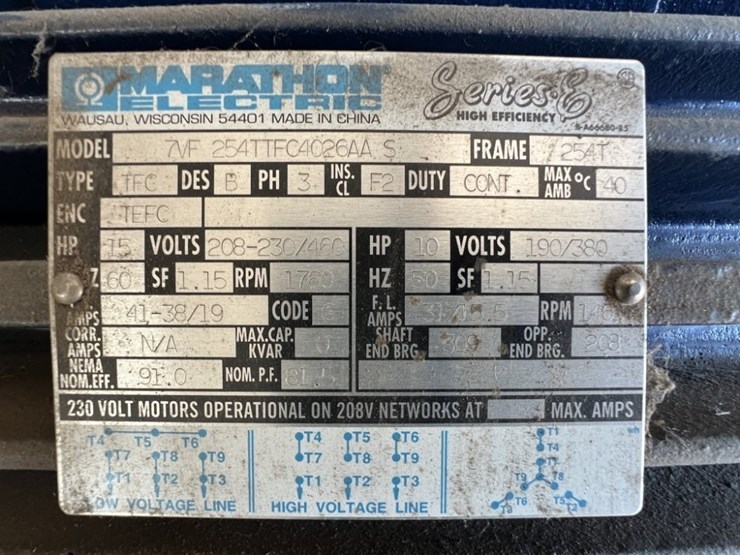 MARATHON
ELECTRIC
WAUSAU, WISCONSIN 54401 MADE IN CHINA
Series-E
HIGH EFFICIENCY
MODEL 7VF 254TTFC4026AA S FRAME 254T
TYPE TFC DES B PH 3 INS. CL F2 DUTY CONT. MAX AMB °C 40
ENC TEFC
HP 15 VOLTS 208-230/460 HP 10 VOLTS 190/380
Z 60 SF 1.15 RPM HZ 50 SF 1.15
AMPS 41-38/19 CODE F.L. AMPS RPM
CORR. AMPS N/A MAX.CAP. KVAR SHAFT END BRG. OPP. END BRG. 208
NEMA NOM.EFF. 91.0 NOM. P.F.
230 VOLT MOTORS OPERATIONAL ON 208V NETWORKS AT MAX. AMPS
T4 T5 T6 T4 T5 T6 T1
T7 T8 T9 T7 T8 T9 T4
T1 T2 T3 T1 T2 T3 T7
T9 T8
T6 T5
OW VOLTAGE LINE HIGH VOLTAGE LINE